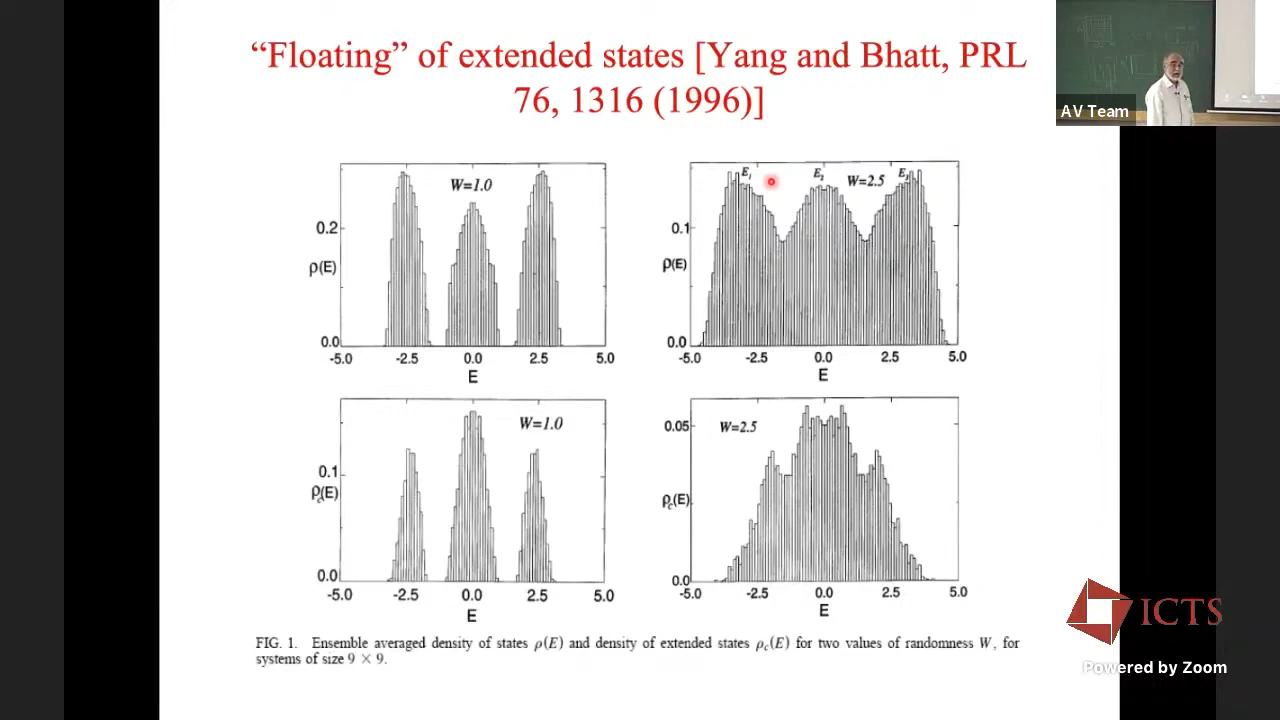 “Floating” of extended states [Yang and Bhatt, PRL
76, 1316 (1996)]
AV Team
W=1.0
0.2
ρ(E)
0.0
-5.0 -2.5 0.0 2.5 5.0
E
E₁ E₂ W=2.5 E₃
0.1
ρ(E)
0.0
-5.0 -2.5 0.0 2.5 5.0
E
W=1.0
0.1
ρc(E)
0.0
-5.0 -2.5 0.0 2.5 5.0
E
0.05 W=2.5
ρc(E)
0.0
-5.0 -2.5 0.0 2.5 5.0
E
FIG. 1. Ensemble averaged density of states ρ(E) and density of extended states ρc(E) for two values of randomness W, for
systems of size 9 × 9.
ICTS
Powered by Zoom